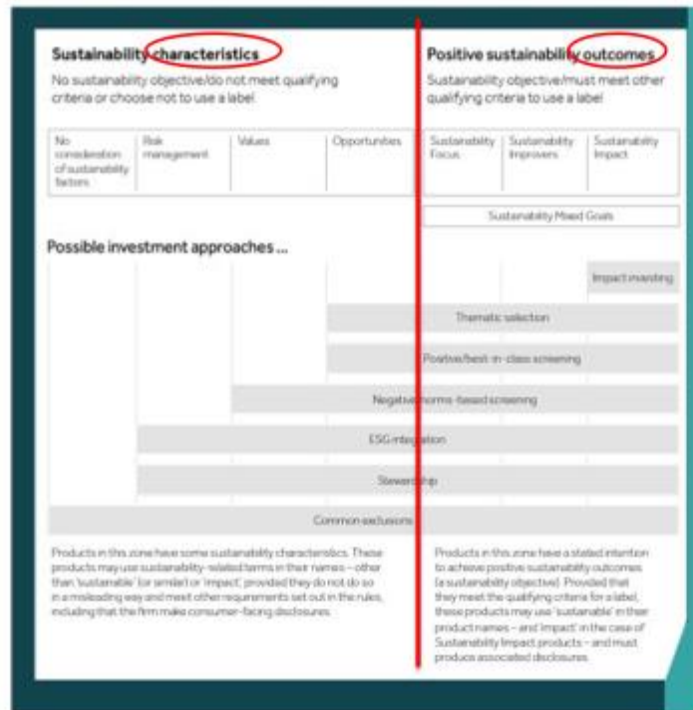 Sustainability characteristics
No sustainability objective/do not meet qualifying
criteria or choose not to use a label
Positive sustainability outcomes
Sustainability objective/must meet other
qualifying criteria to use a label
No
consideration
of sustainability
factors
Risk
management
Values
Opportunities
Sustainability
Focus
Sustainability
Improvers
Sustainability
Impact
Sustainability Mixed Goals
Possible investment approaches ...
Impact investing
Thematic selection
Positive/best-in-class screening
Negative/norms-based screening
ESG integration
Stewardship
Common exclusions
Products in this zone have some sustainability characteristics. These
products may use sustainability-related terms in their names – other
than 'sustainable' (or similar) or 'impact', provided they do not do so
in a misleading way and meet other requirements set out in the rules,
including that the firm make consumer-facing disclosures.
Products in this zone have a stated intention
to achieve positive sustainability outcomes
(a sustainability objective). Provided that
they meet the qualifying criteria for a label,
these products may use 'sustainable' in their
product names – and 'impact' in the case of
Sustainability Impact products – and must
produce associated disclosures.